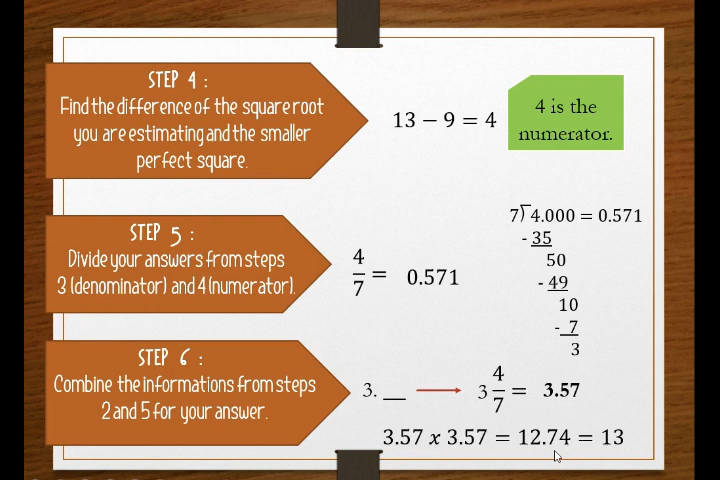 STEP 4 :
Find the difference of the square root
you are estimating and the smaller
perfect square.
13 − 9 = 4
4 is the
numerator.
STEP 5 :
Divide your answers from steps
3 (denominator) and 4 (numerator).
4/7 = 0.571
7)4.000 = 0.571
- 35
50
- 49
10
- 7
3
STEP 6 :
Combine the informations from steps
2 and 5 for your answer.
3. __ → 3 4/7 = 3.57
3.57 x 3.57 = 12.74 = 13